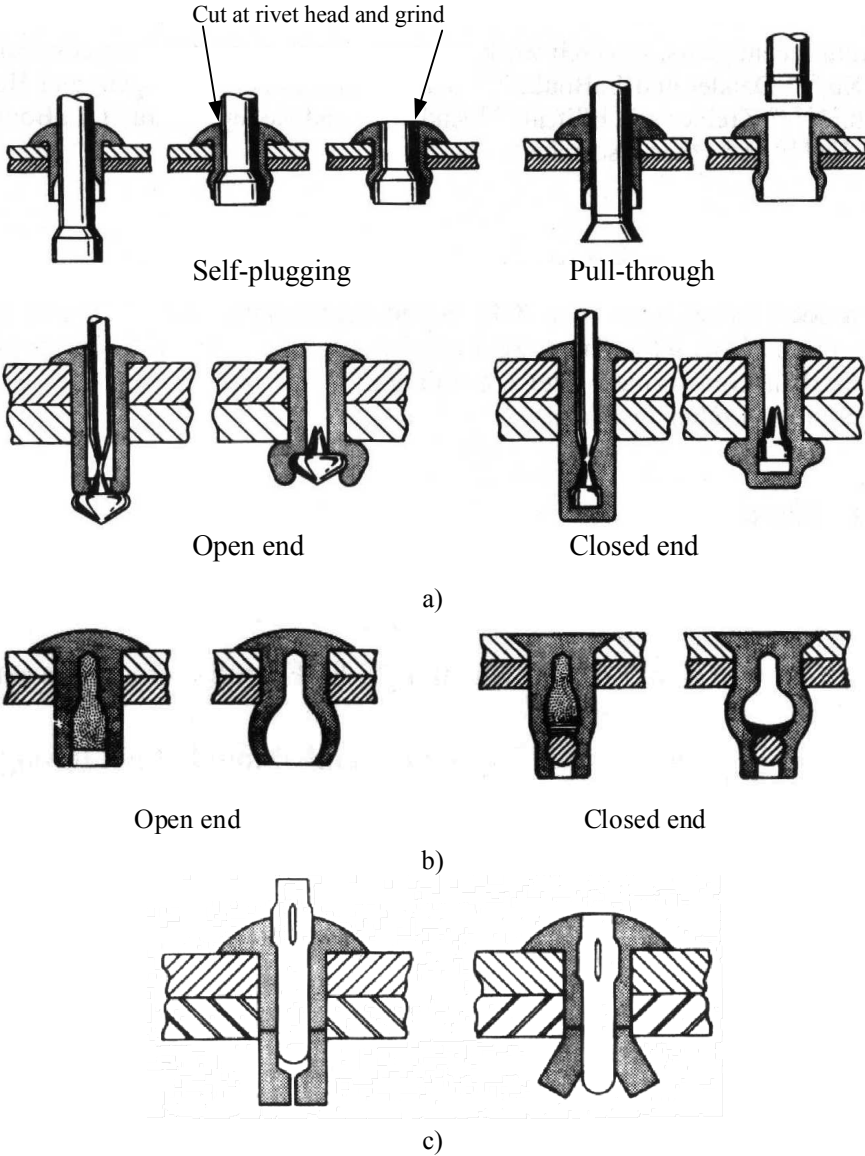 Cut at rivet head and grind
Self-plugging
Pull-through
Open end
Closed end
a)
Open end
Closed end
b)
c)